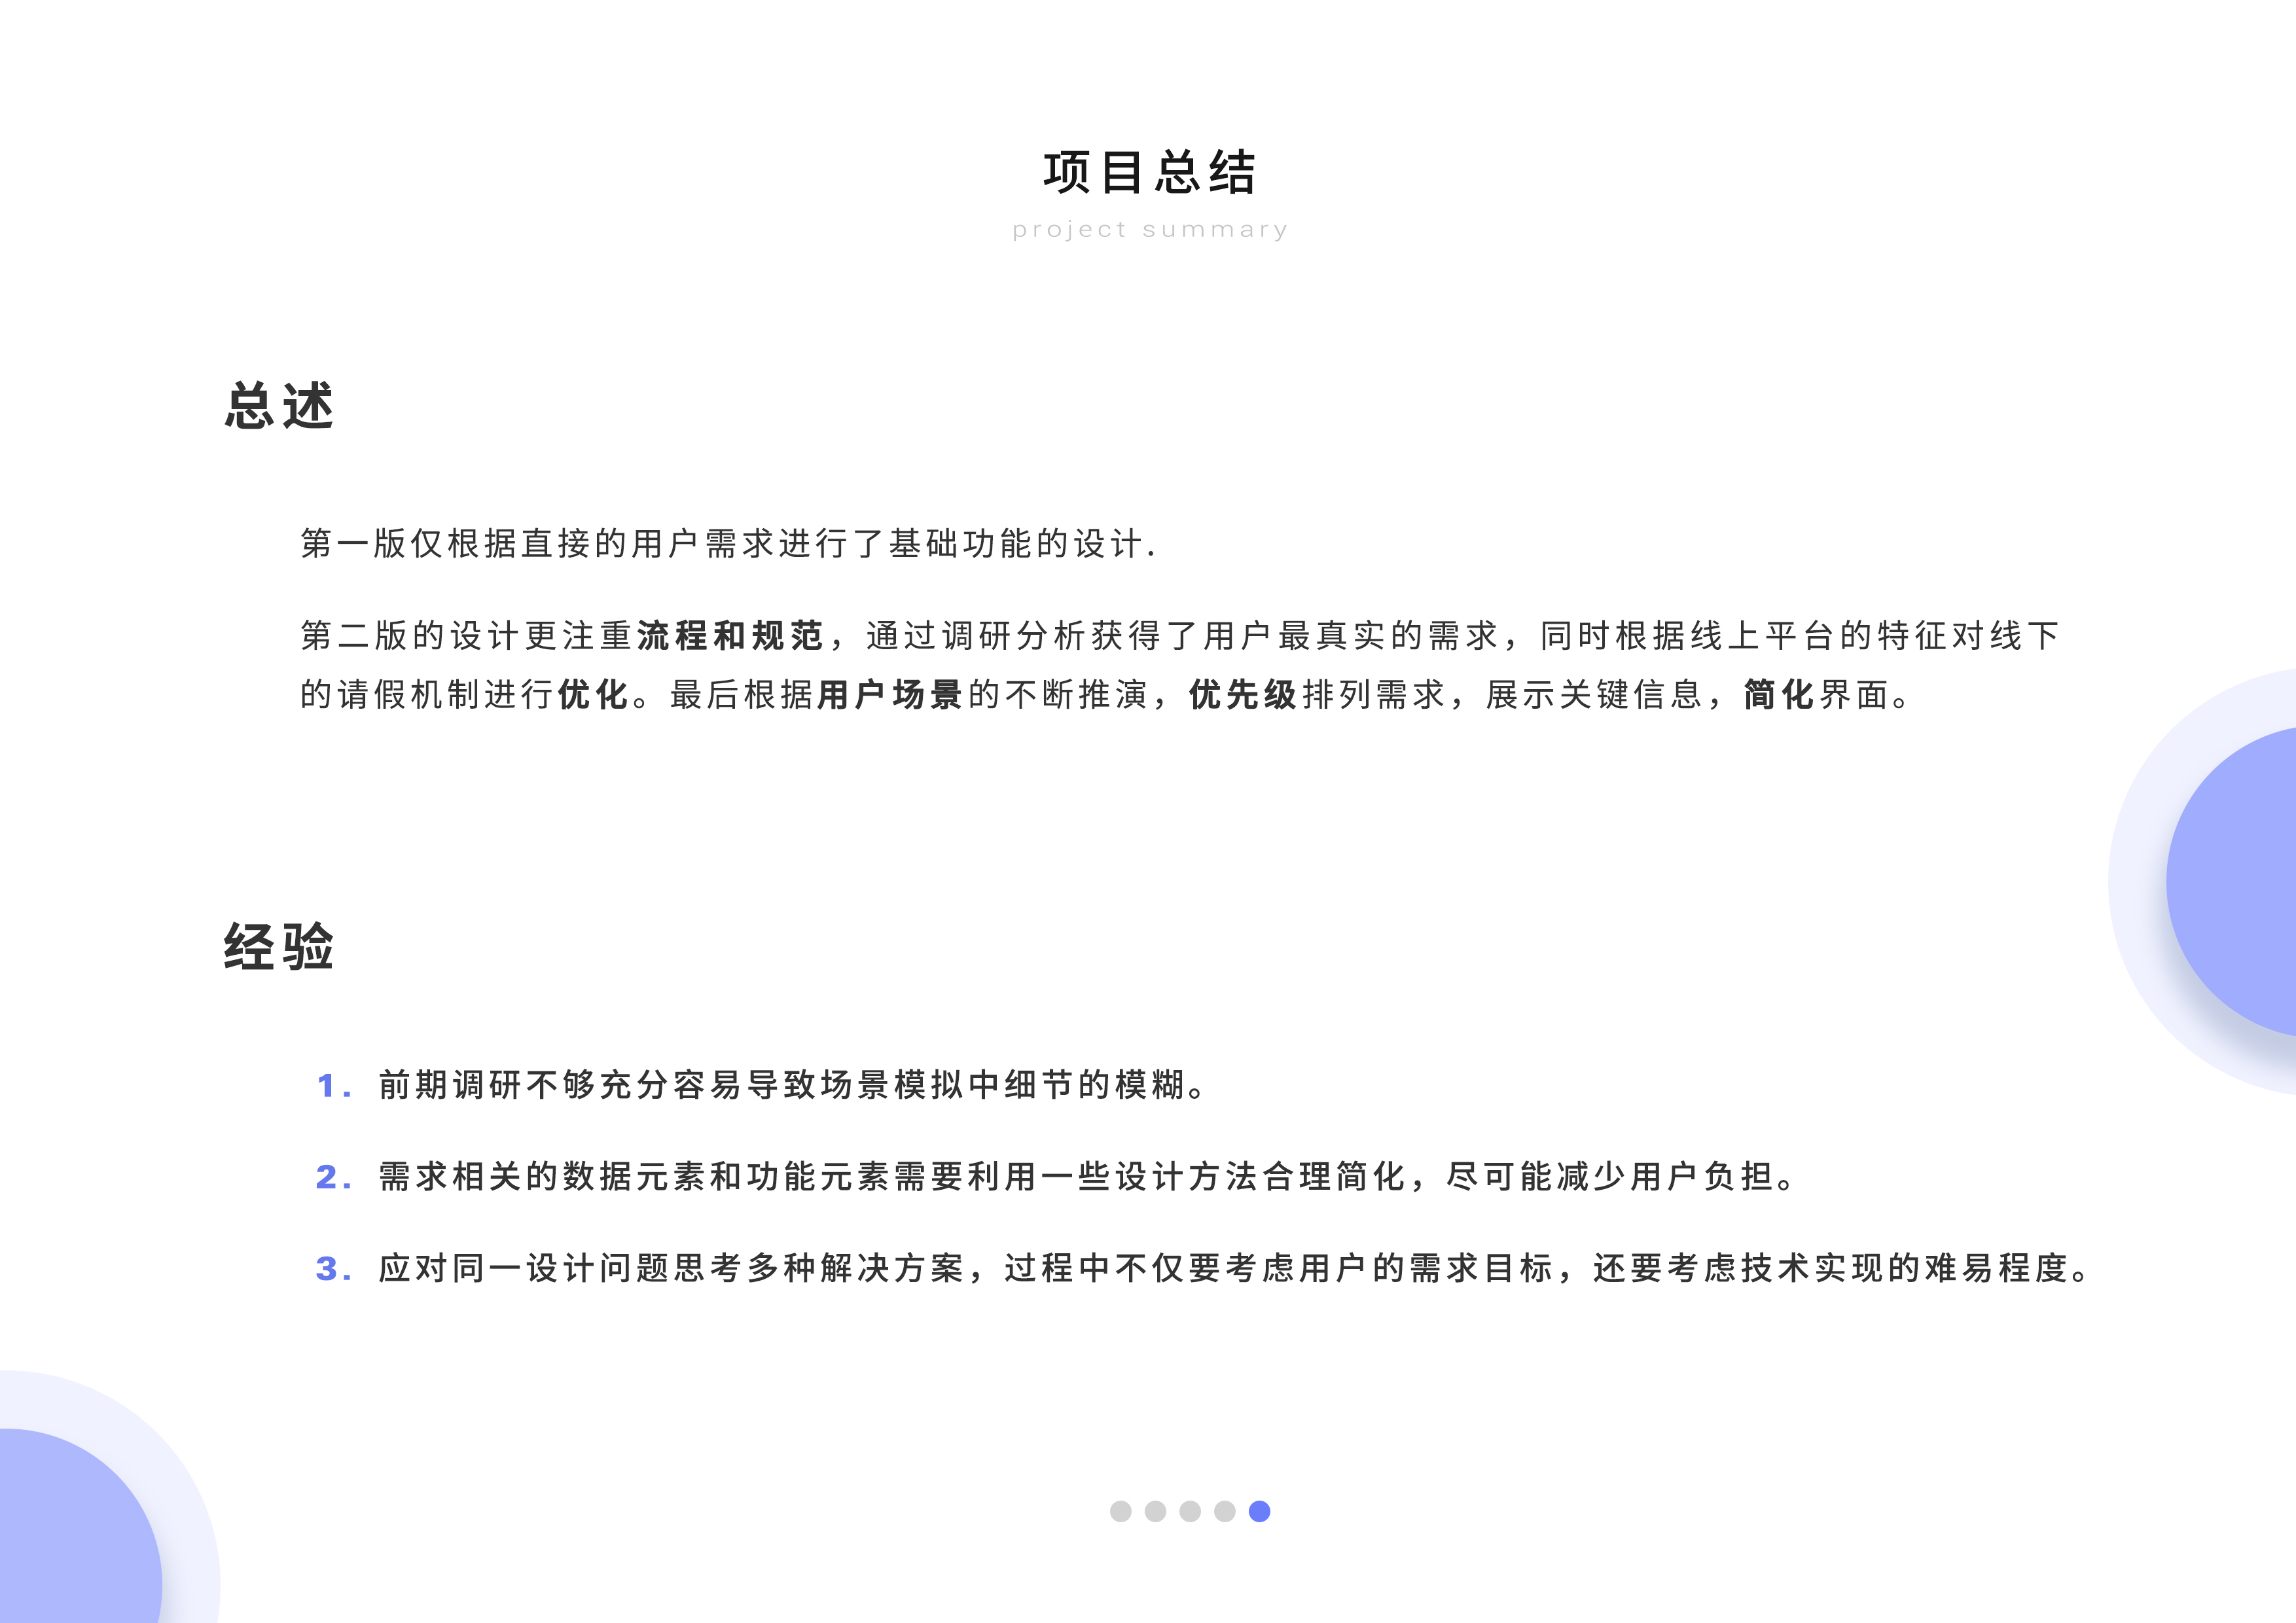 项目总结
project summary
总述
第一版仅根据直接的用户需求进行了基础功能的设计.
第二版的设计更注重流程和规范，通过调研分析获得了用户最真实的需求，同时根据线上平台的特征对线下
的请假机制进行优化。最后根据用户场景的不断推演，优先级排列需求，展示关键信息，简化界面。
经验
1. 前期调研不够充分容易导致场景模拟中细节的模糊。
2. 需求相关的数据元素和功能元素需要利用一些设计方法合理简化，尽可能减少用户负担。
3. 应对同一设计问题思考多种解决方案，过程中不仅要考虑用户的需求目标，还要考虑技术实现的难易程度。